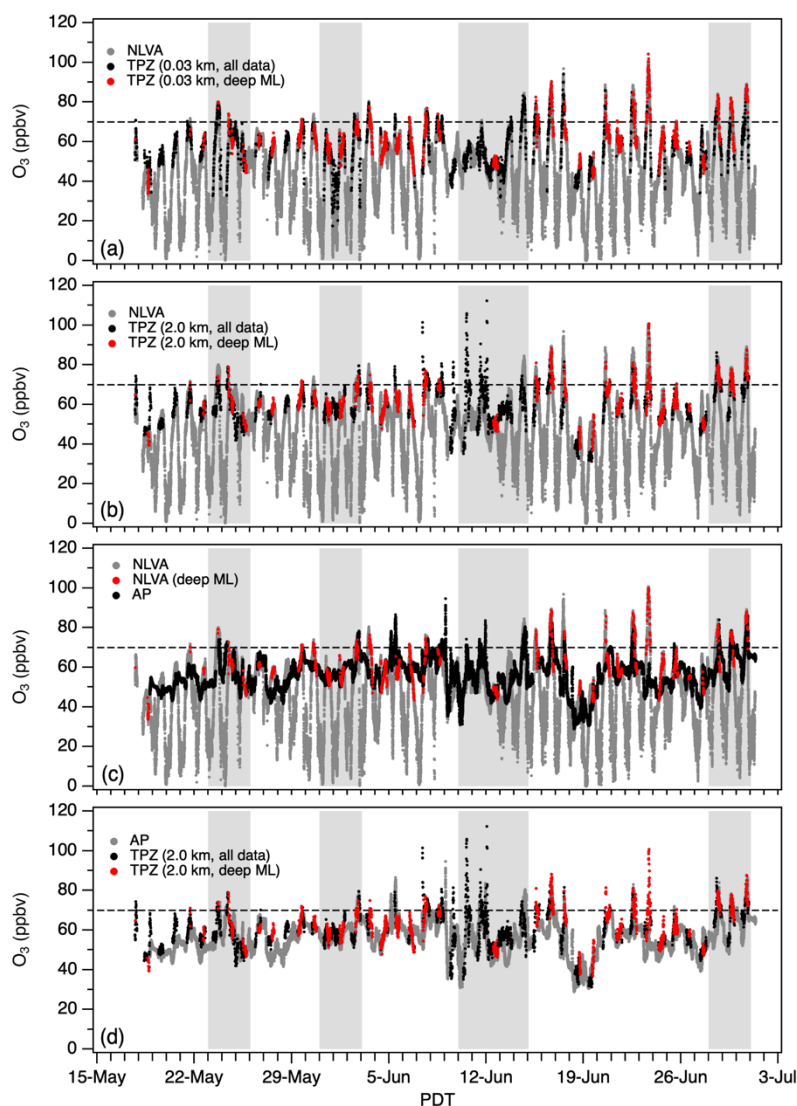 120
100
80
60
40
20
0
O3 (ppbv)
NLVA
TPZ (0.03 km, all data)
TPZ (0.03 km, deep ML)
(a)
120
100
80
60
40
20
0
O3 (ppbv)
NLVA
TPZ (2.0 km, all data)
TPZ (2.0 km, deep ML)
(b)
120
100
80
60
40
20
0
O3 (ppbv)
NLVA
NLVA (deep ML)
AP
(c)
120
100
80
60
40
20
0
O3 (ppbv)
AP
TPZ (2.0 km, all data)
TPZ (2.0 km, deep ML)
(d)
15-May 22-May 29-May 5-Jun 12-Jun 19-Jun 26-Jun 3-Jul
PDT